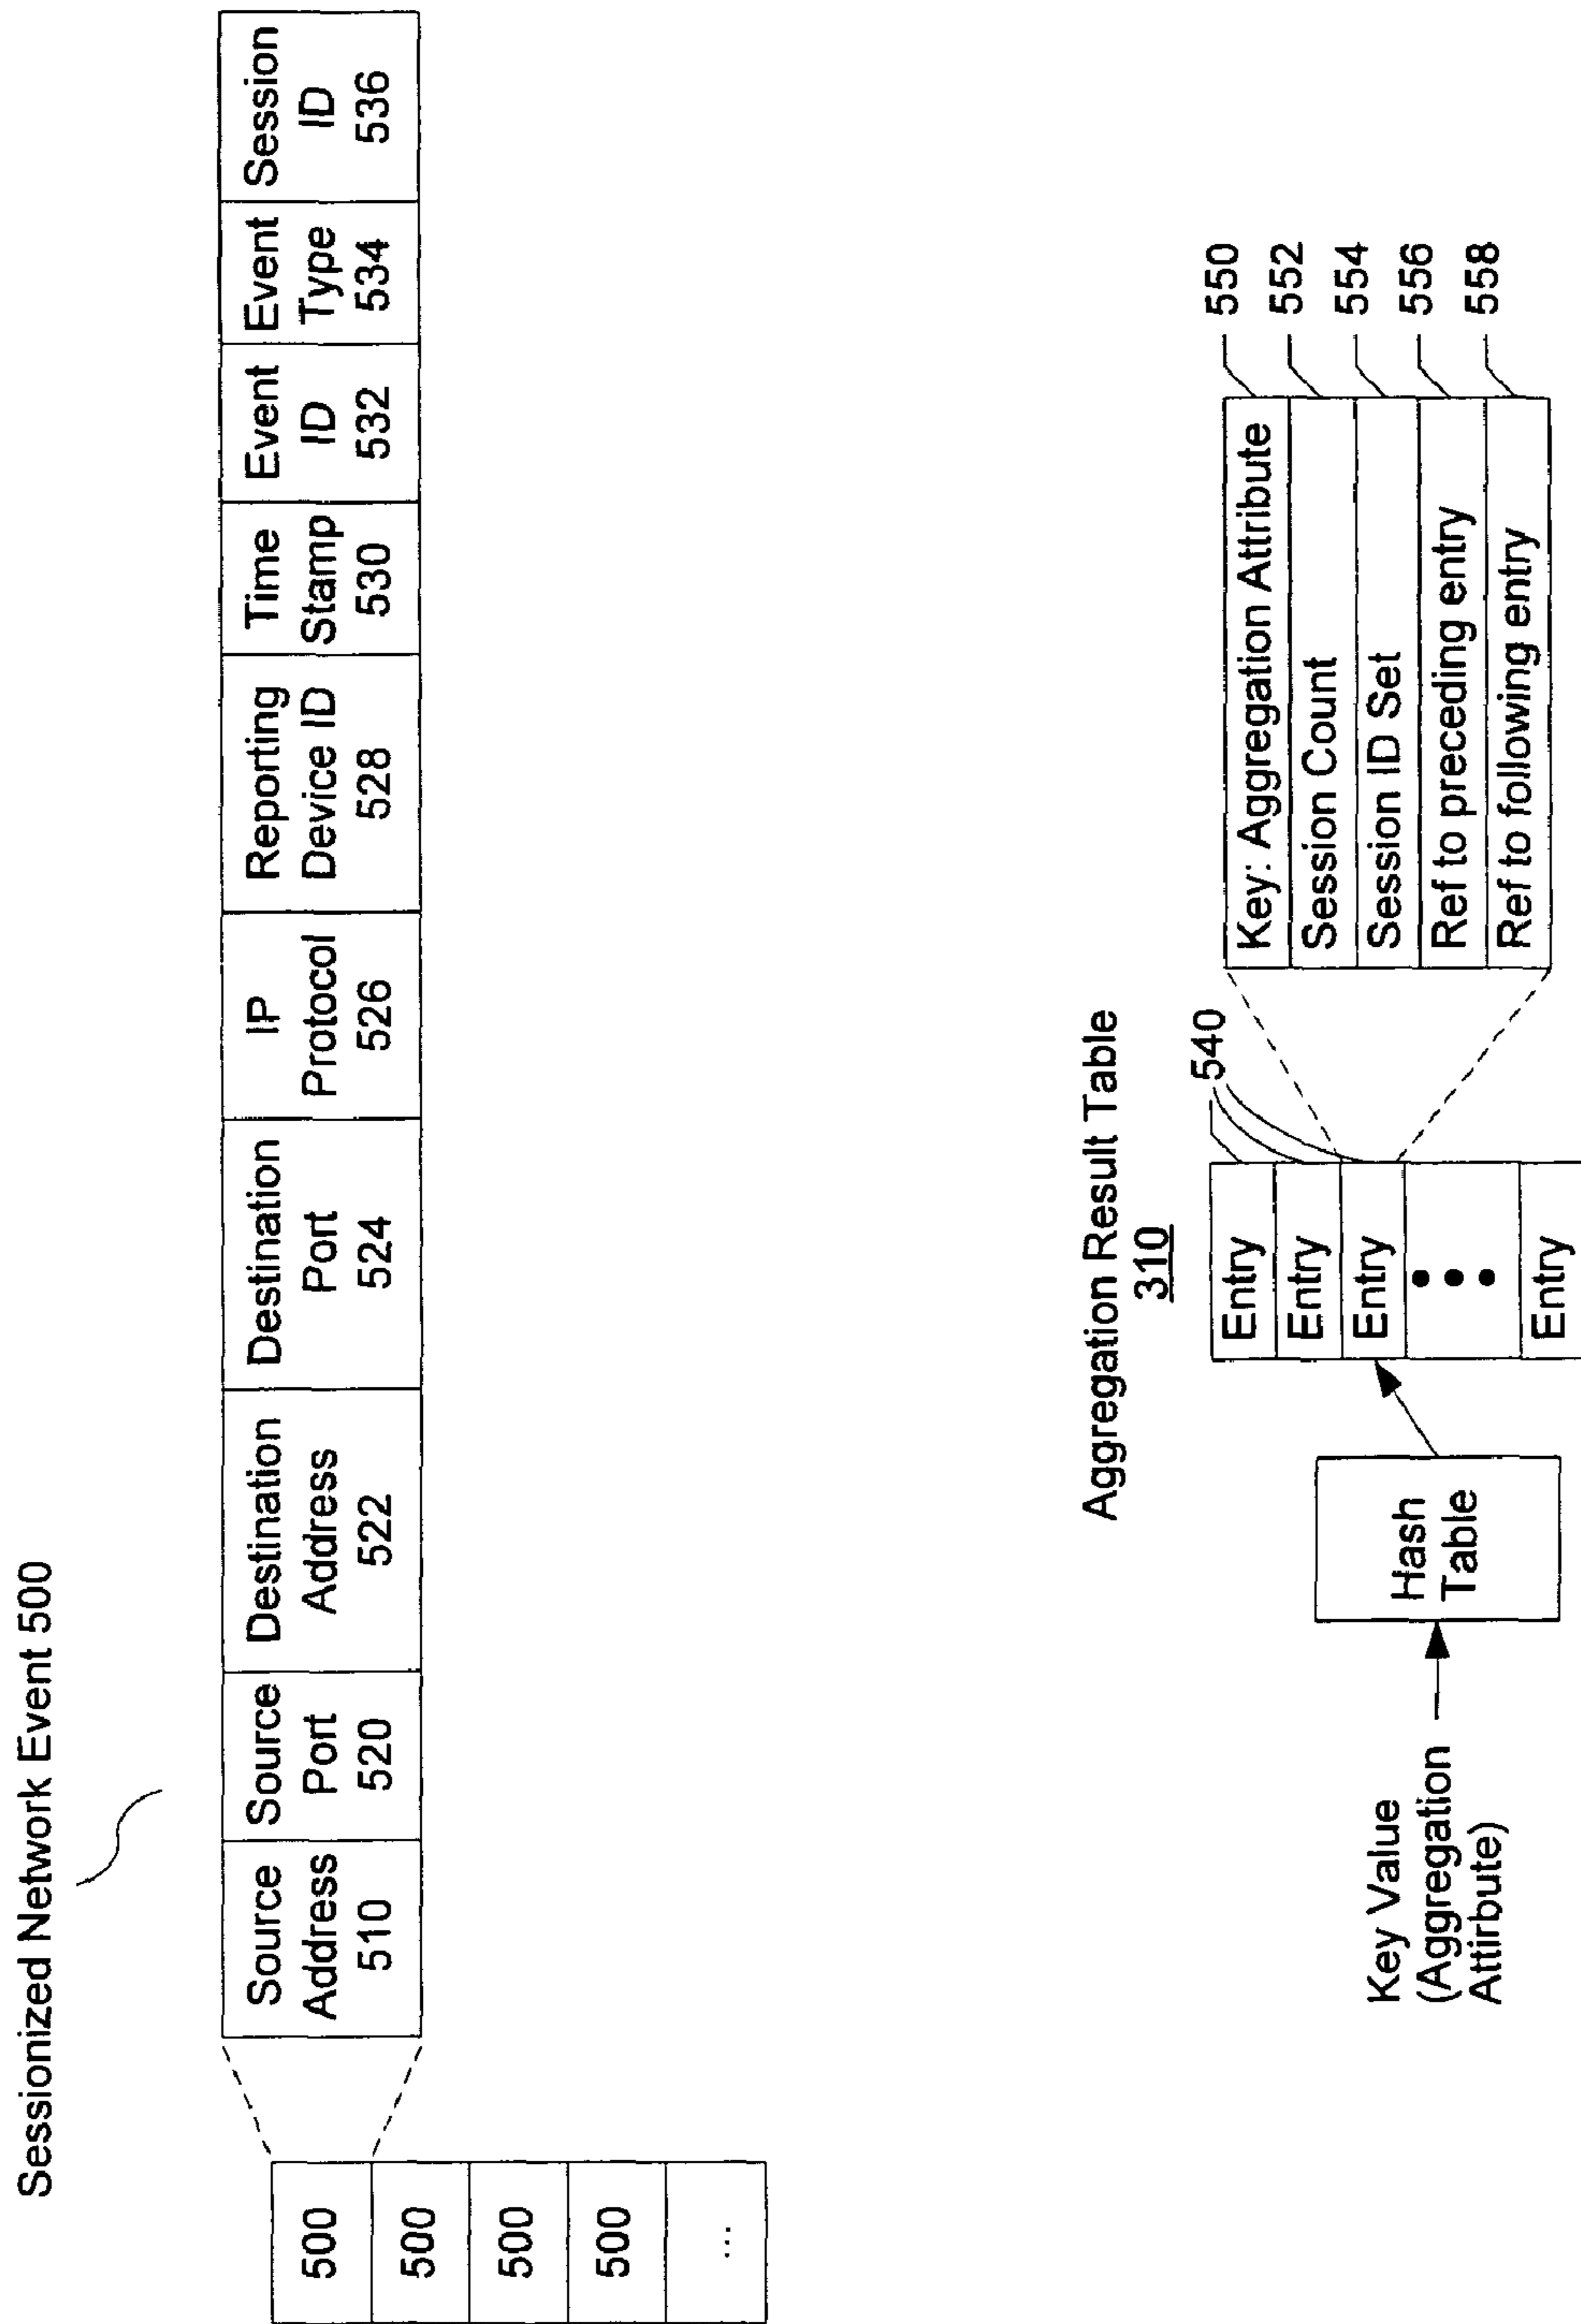 Sessionized Network Event 500
500
500
500
500
...
Source
Address
510
Source
Port
520
Destination
Address
522
Destination
Port
524
IP
Protocol
526
Reporting
Device ID
528
Time
Stamp
530
Event
ID
532
Event
Type
534
Session
ID
536
Aggregation Result Table
310
Key Value
(Aggregation
Attirbute)
Hash
Table
Entry
Entry
Entry
Entry
540
Key: Aggregation Attribute
550
Session Count
552
Session ID Set
554
Ref to preceding entry
556
Ref to following entry
558